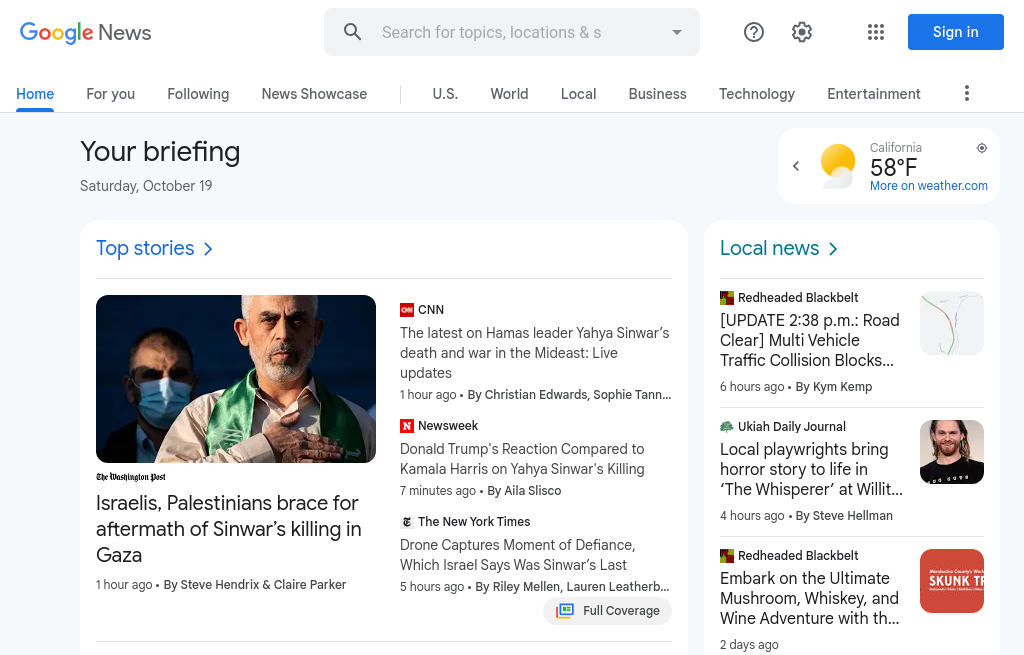 Google News
Search for topics, locations & s
Sign in
Home
For you
Following
News Showcase
U.S.
World
Local
Business
Technology
Entertainment
Your briefing
Saturday, October 19
California
58°F
More on weather.com
Top stories
The Washington Post
Israelis, Palestinians brace for
aftermath of Sinwar’s killing in
Gaza
1 hour ago • By Steve Hendrix & Claire Parker
CNN
The latest on Hamas leader Yahya Sinwar’s
death and war in the Mideast: Live
updates
1 hour ago • By Christian Edwards, Sophie Tann...
Newsweek
Donald Trump's Reaction Compared to
Kamala Harris on Yahya Sinwar's Killing
7 minutes ago • By Aila Slisco
The New York Times
Drone Captures Moment of Defiance,
Which Israel Says Was Sinwar’s Last
5 hours ago • By Riley Mellen, Lauren Leatherb...
Full Coverage
Local news
Redheaded Blackbelt
[UPDATE 2:38 p.m.: Road
Clear] Multi Vehicle
Traffic Collision Blocks...
6 hours ago • By Kym Kemp
Ukiah Daily Journal
Local playwrights bring
horror story to life in
‘The Whisperer’ at Willit...
4 hours ago • By Steve Hellman
Redheaded Blackbelt
Embark on the Ultimate
Mushroom, Whiskey, and
Wine Adventure with th...
2 days ago
SKUNK TR